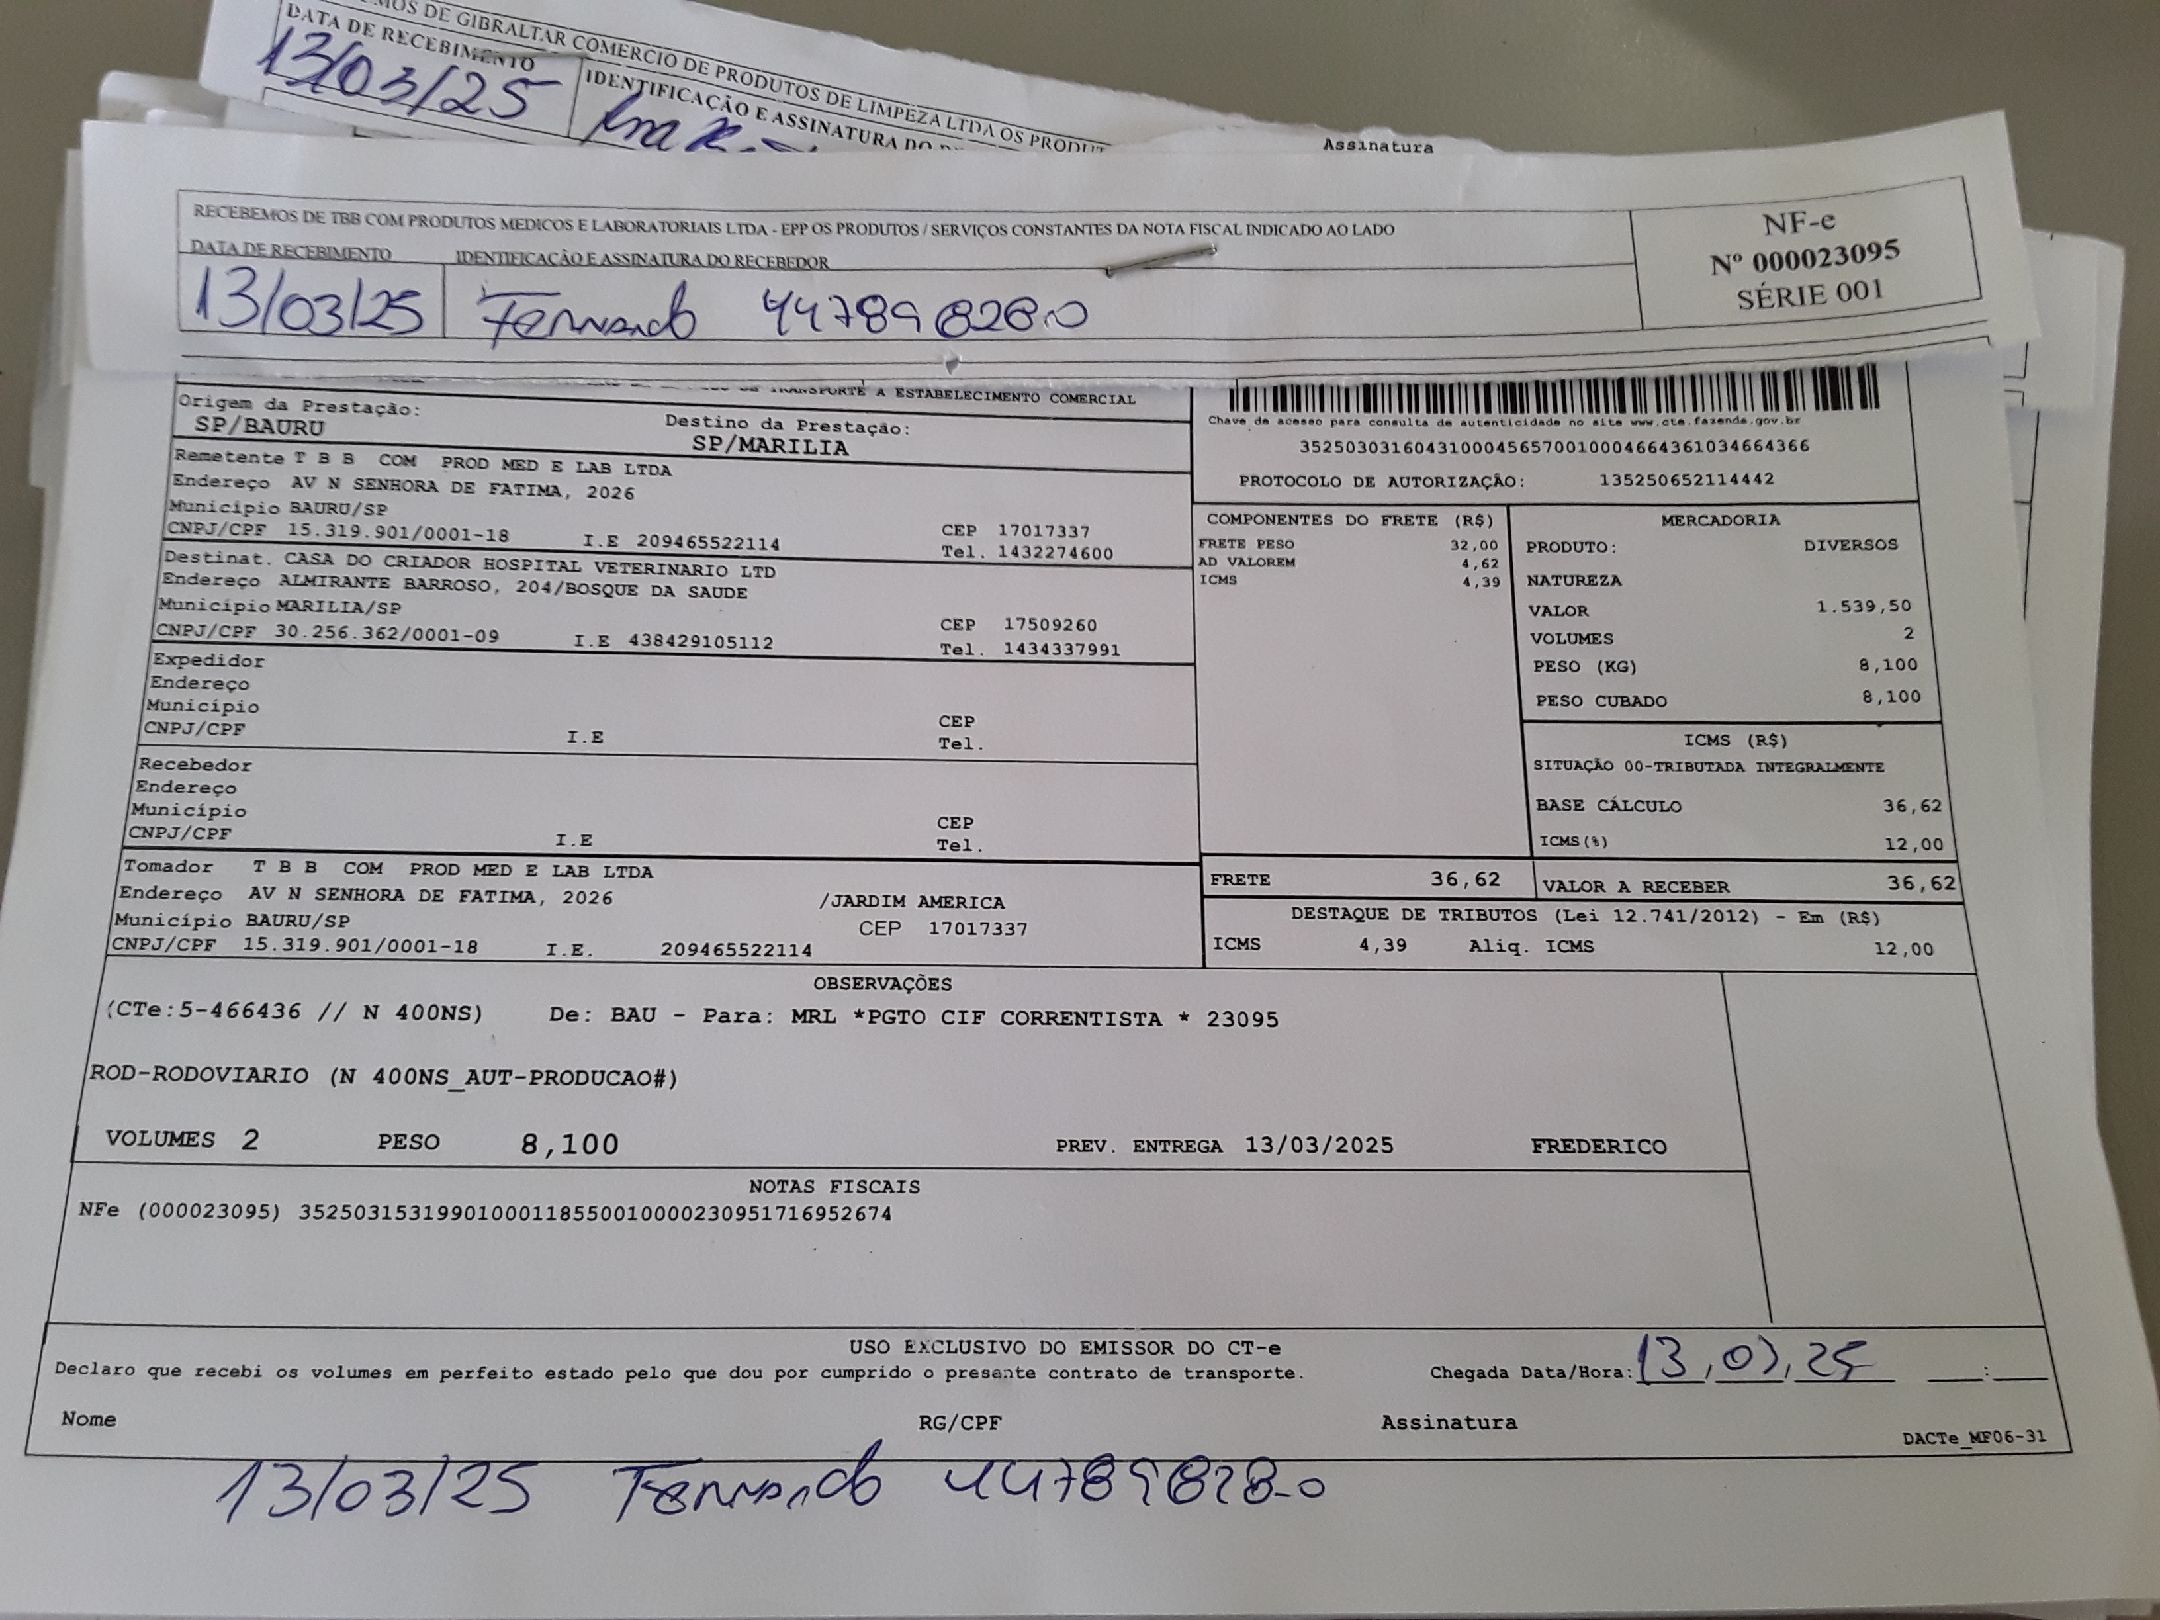 MOS DE GIBRALTAR COMERCIO DE PRODUTOS DE LIMPEZA LTDA OS PRODUT
DATA DE RECEBIMENTO
IDENTIFICAÇÃO E ASSINATURA DO
13/03/25
Assinatura
RECEBEMOS DE TBB COM PRODUTOS MEDICOS E LABORATORIAIS LTDA - EPP OS PRODUTOS / SERVIÇOS CONSTANTES DA NOTA FISCAL INDICADO AO LADO
DATA DE RECEBIMENTO IDENTIFICAÇÃO E ASSINATURA DO RECEBEDOR
13/03/25 Fernando 44789828-0
NF-e
Nº 000023095
SÉRIE 001
TRANSPORTE A ESTABELECIMENTO COMERCIAL
Origem da Prestação: Destino da Prestação:
SP/BAURU SP/MARILIA
Chave de acesso para consulta de autenticidade no site www.cte.fazenda.gov.br
35250303160431000456570010004664361034664366
PROTOCOLO DE AUTORIZAÇÃO: 135250652114442
Remetente T B B COM PROD MED E LAB LTDA
Endereço AV N SENHORA DE FATIMA, 2026
Município BAURU/SP CEP 17017337
CNPJ/CPF 15.319.901/0001-18 I.E 209465522114 Tel. 1432274600
Destinat. CASA DO CRIADOR HOSPITAL VETERINARIO LTD
Endereço ALMIRANTE BARROSO, 204/BOSQUE DA SAUDE
Município MARILIA/SP CEP 17509260
CNPJ/CPF 30.256.362/0001-09 I.E 438429105112 Tel. 1434337991
Expedidor
Endereço
Município CEP
CNPJ/CPF I.E Tel.
Recebedor
Endereço
Município CEP
CNPJ/CPF I.E Tel.
Tomador T B B COM PROD MED E LAB LTDA
Endereço AV N SENHORA DE FATIMA, 2026 /JARDIM AMERICA
Município BAURU/SP CEP 17017337
CNPJ/CPF 15.319.901/0001-18 I.E. 209465522114
COMPONENTES DO FRETE (R$)
FRETE PESO 32,00
AD VALOREM 4,62
ICMS 4,39
MERCADORIA
PRODUTO: DIVERSOS
NATUREZA
VALOR 1.539,50
VOLUMES 2
PESO (KG) 8,100
PESO CUBADO 8,100
ICMS (R$)
SITUAÇÃO 00-TRIBUTADA INTEGRALMENTE
BASE CÁLCULO 36,62
ICMS(%) 12,00
FRETE 36,62 VALOR A RECEBER 36,62
DESTAQUE DE TRIBUTOS (Lei 12.741/2012) - Em (R$)
ICMS 4,39 Aliq. ICMS 12,00
OBSERVAÇÕES
(CTe:5-466436 // N 400NS) De: BAU - Para: MRL *PGTO CIF CORRENTISTA * 23095
ROD-RODOVIARIO (N 400NS_AUT-PRODUCAO#)
VOLUMES 2 PESO 8,100 PREV. ENTREGA 13/03/2025 FREDERICO
NOTAS FISCAIS
NFe (000023095) 35250315319901000118550010000230951716952674
USO EXCLUSIVO DO EMISSOR DO CT-e
Declaro que recebi os volumes em perfeito estado pelo que dou por cumprido o presente contrato de transporte. Chegada Data/Hora: 13,03,25 :
Nome RG/CPF Assinatura
DACTe_MF06-31
13/03/25 Fernando 44789828-0